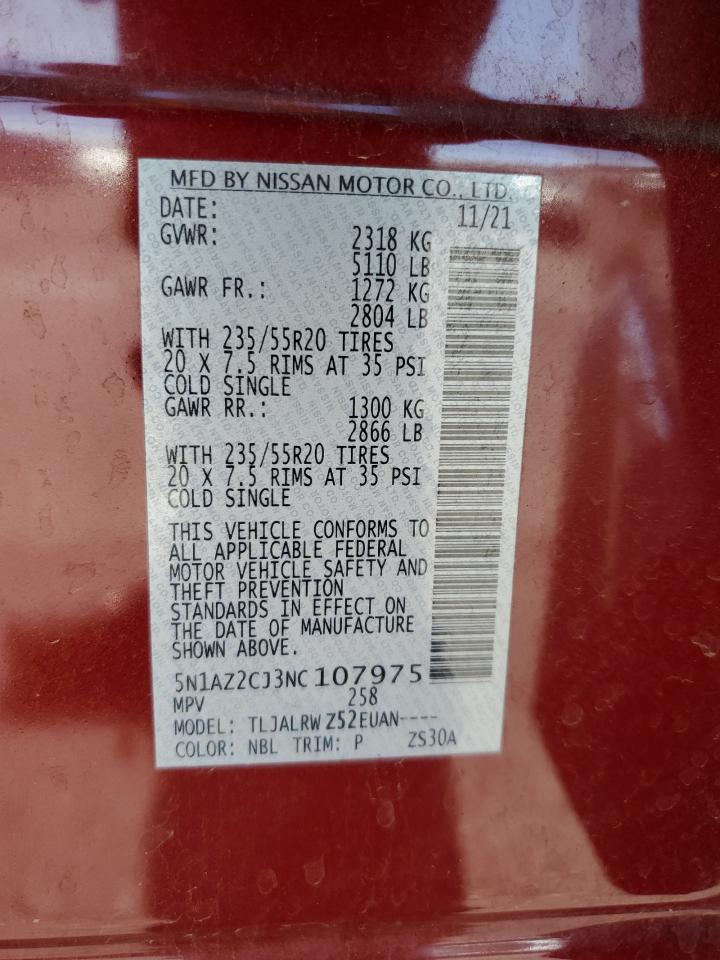 MFD BY NISSAN MOTOR CO., LTD.
DATE: 11/21
GVWR: 2318 KG
5110 LB
GAWR FR.: 1272 KG
2804 LB
WITH 235/55R20 TIRES
20 X 7.5 RIMS AT 35 PSI
COLD SINGLE
GAWR RR.: 1300 KG
2866 LB
WITH 235/55R20 TIRES
20 X 7.5 RIMS AT 35 PSI
COLD SINGLE
THIS VEHICLE CONFORMS TO
ALL APPLICABLE FEDERAL
MOTOR VEHICLE SAFETY AND
THEFT PREVENTION
STANDARDS IN EFFECT ON
THE DATE OF MANUFACTURE
SHOWN ABOVE.
5N1AZ2CJ3NC107975
MPV 258
MODEL: TLJALRWZ52EUAN----
COLOR: NBL TRIM: P ZS30A